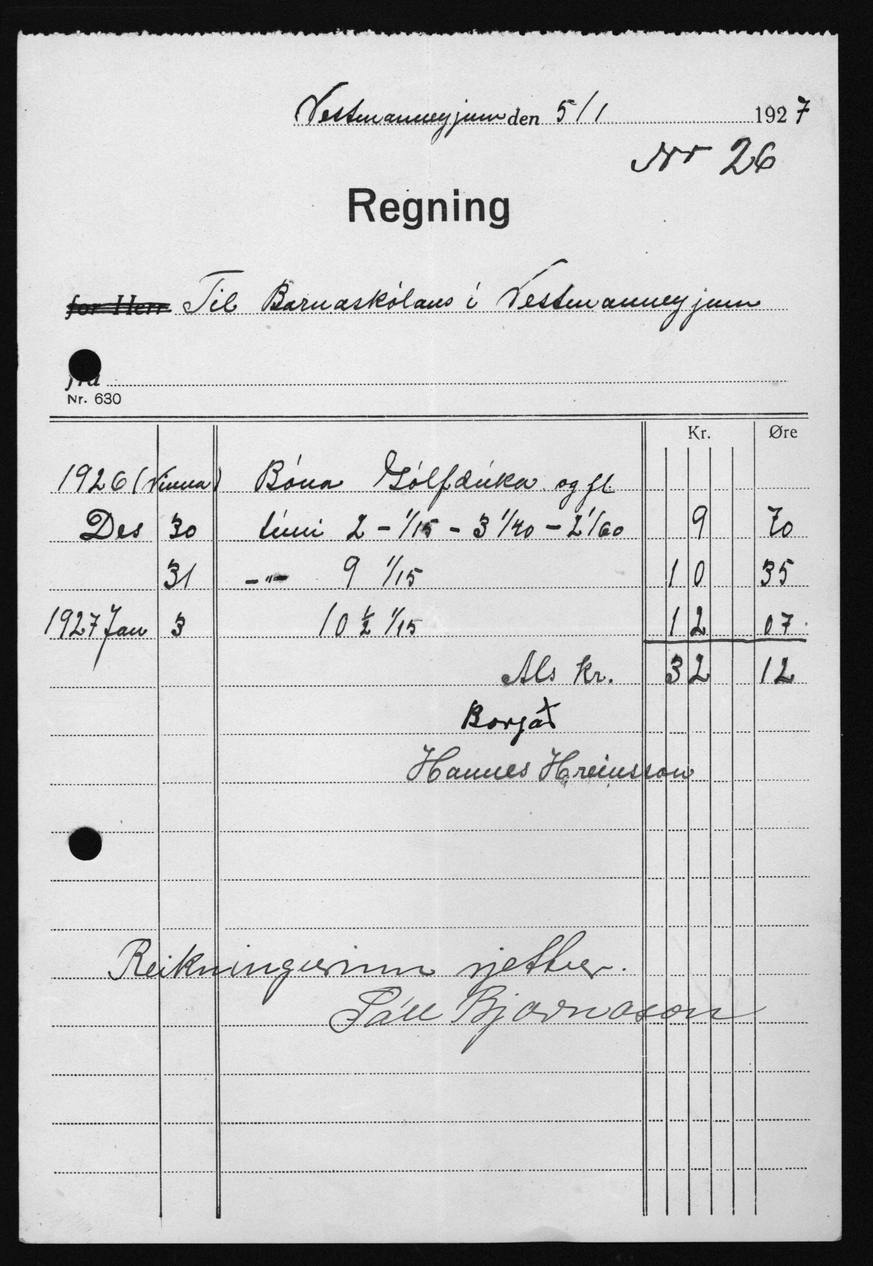 Vestmanneyjum den 5/1 1927
Nr 26
Regning
for Herr Til Barnaskólans í Vestmanneyjum
fra
Nr. 630
Kr. Øre
1926 (Vinna) Bóna Gólfdúka og fl
Des 30 tími 2 - 1/15 - 3 1/40 - 2 1/60 9 70
31 -"- 9 1/15 10 35
1927 Jan 3 10 ½ 1/15 12 07
Als kr. 32 12
Borgað
Hannes Hreinsson
Reikningurinn rjettur.
Páll Bjarnason